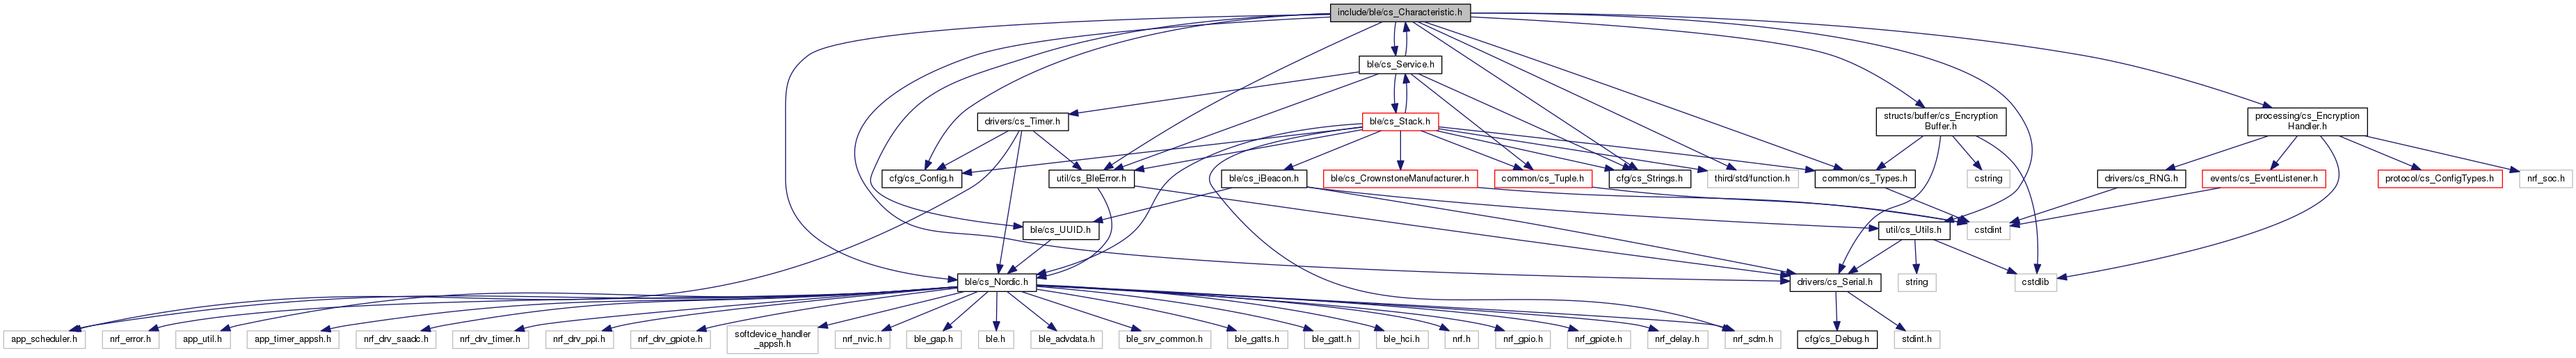 include/ble/cs_Characteristic.h
ble/cs_Service.h
drivers/cs_Timer.h
ble/cs_Stack.h
structs/buffer/cs_Encryption
Buffer.h
processing/cs_Encryption
Handler.h
cfg/cs_Config.h
util/cs_BleError.h
ble/cs_iBeacon.h
ble/cs_CrownstoneManufacturer.h
common/cs_Tuple.h
cfg/cs_Strings.h
third/std/function.h
common/cs_Types.h
cstring
drivers/cs_RNG.h
events/cs_EventListener.h
protocol/cs_ConfigTypes.h
nrf_soc.h
ble/cs_UUID.h
util/cs_Utils.h
cstdint
ble/cs_Nordic.h
drivers/cs_Serial.h
string
cstdlib
app_scheduler.h
nrf_error.h
app_util.h
app_timer_appsh.h
nrf_drv_saadc.h
nrf_drv_timer.h
nrf_drv_ppi.h
nrf_drv_gpiote.h
softdevice_handler
_appsh.h
nrf_nvic.h
ble_gap.h
ble.h
ble_advdata.h
ble_srv_common.h
ble_gatts.h
ble_gatt.h
ble_hci.h
nrf.h
nrf_gpio.h
nrf_gpiote.h
nrf_delay.h
nrf_sdm.h
cfg/cs_Debug.h
stdint.h